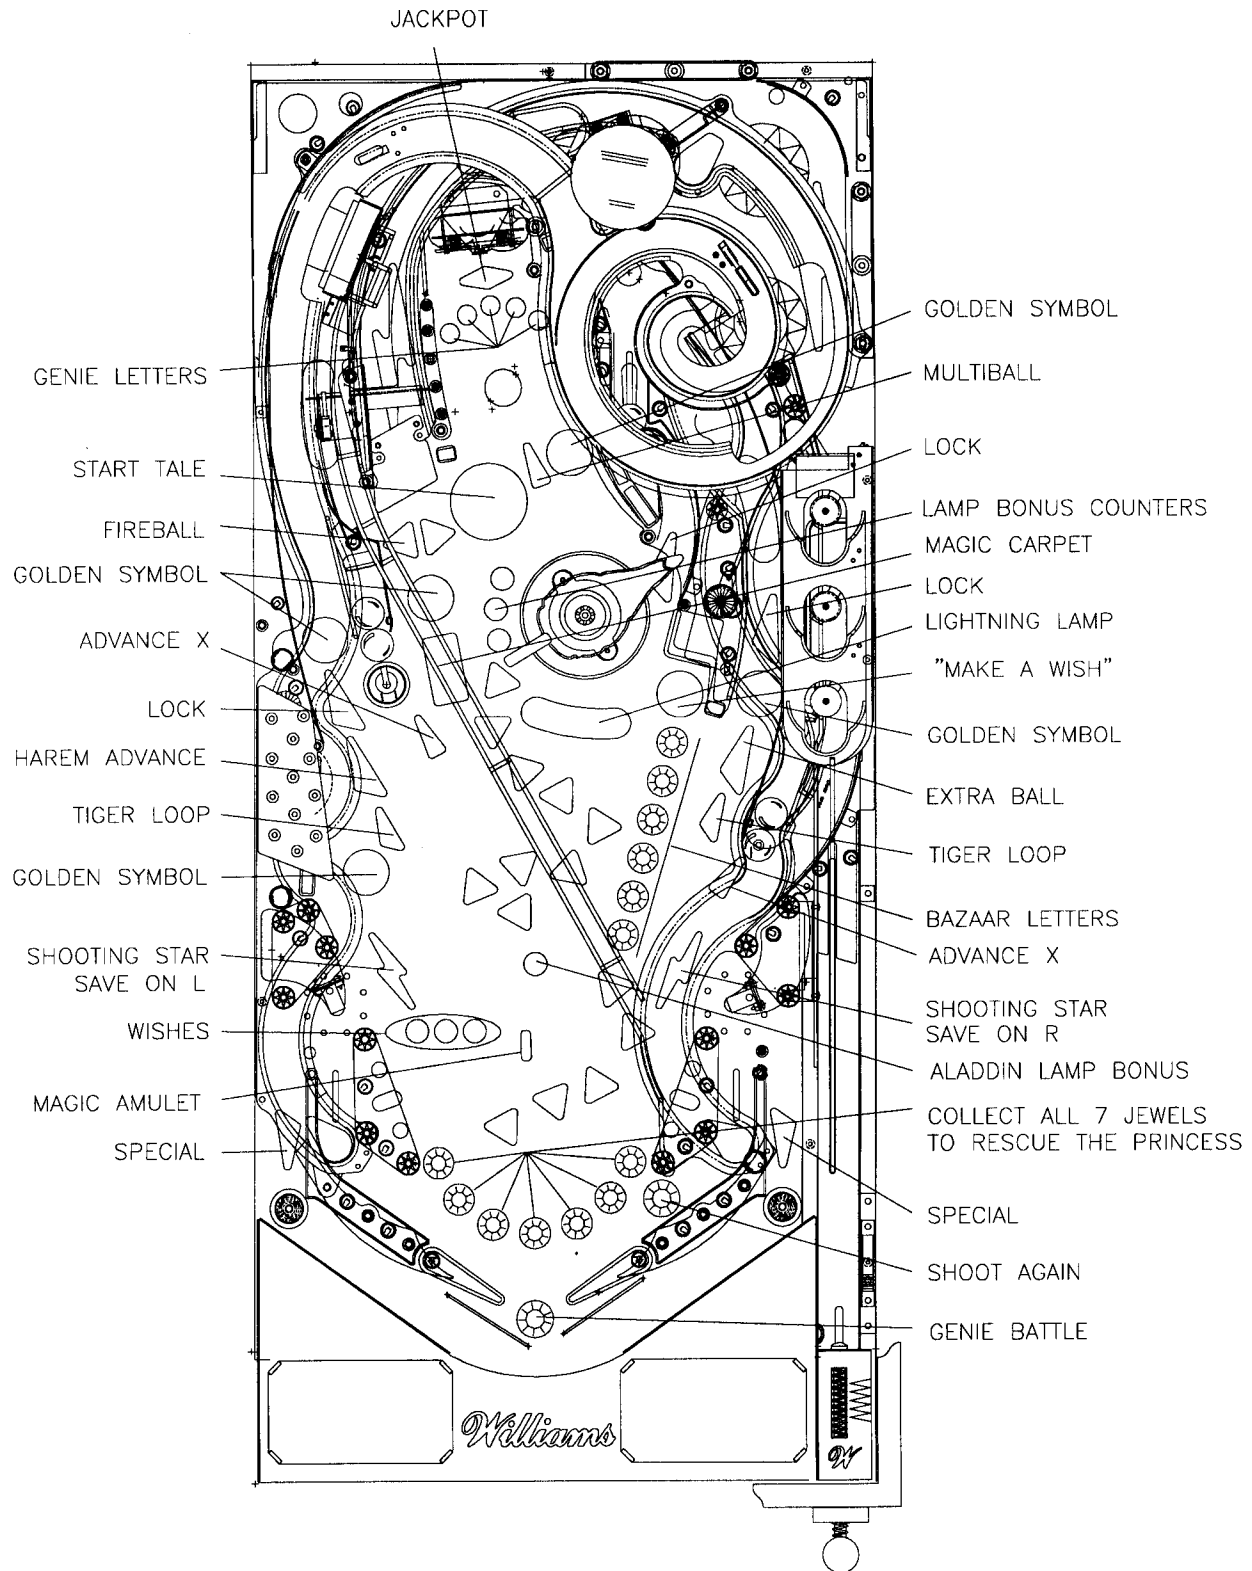 JACKPOT
GENIE LETTERS
START TALE
FIREBALL
GOLDEN SYMBOL
ADVANCE X
LOCK
HAREM ADVANCE
TIGER LOOP
GOLDEN SYMBOL
SHOOTING STAR
SAVE ON L
WISHES
MAGIC AMULET
SPECIAL
GOLDEN SYMBOL
MULTIBALL
LOCK
LAMP BONUS COUNTERS
MAGIC CARPET
LOCK
LIGHTNING LAMP
"MAKE A WISH"
GOLDEN SYMBOL
EXTRA BALL
TIGER LOOP
BAZAAR LETTERS
ADVANCE X
SHOOTING STAR
SAVE ON R
ALADDIN LAMP BONUS
COLLECT ALL 7 JEWELS
TO RESCUE THE PRINCESS
SPECIAL
SHOOT AGAIN
GENIE BATTLE
Williams
W